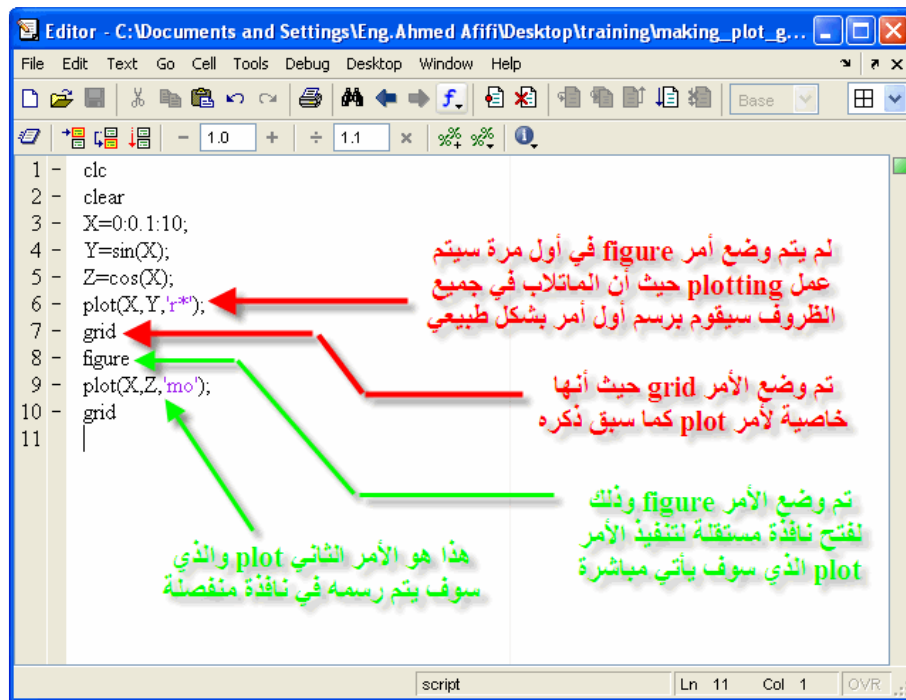 Editor - C:\Documents and Settings\Eng.Ahmed Afifi\Desktop\training\making_plot_g...
File Edit Text Go Cell Tools Debug Desktop Window Help
Base
- 1.0 + ÷ 1.1 ×
1 - clc
2 - clear
3 - X=0:0.1:10;
4 - Y=sin(X);
5 - Z=cos(X);
6 - plot(X,Y,'r*');
7 - grid
8 - figure
9 - plot(X,Z,'mo');
10 - grid
11
لم يتم وضع أمر figure في أول مرة سيتم
عمل plotting حيث أن الماتلاب في جميع
الظروف سيقوم برسم أول أمر بشكل طبيعي
تم وضع الأمر grid حيث أنها
خاصية لأمر plot كما سبق ذكره
تم وضع الأمر figure وذلك
لفتح نافذة مستقلة لتنفيذ الأمر
plot الذي سوف يأتي مباشرة
هذا هو الأمر الثاني plot والذي
سوف يتم رسمه في نافذة منفصلة
script Ln 11 Col 1 OVR